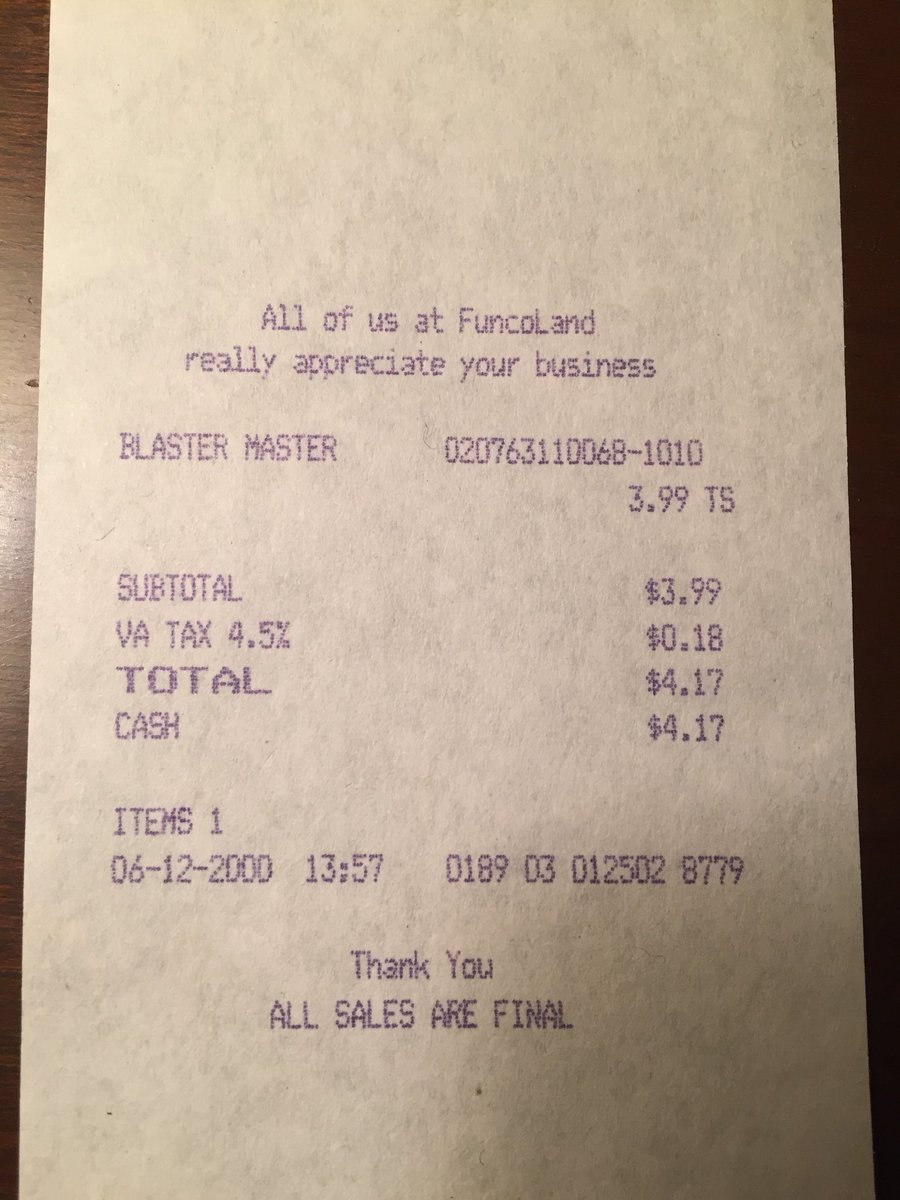 All of us at FuncoLand
really appreciate your business
BLASTER MASTER 020763110068-1010
3.99 TS
SUBTOTAL $3.99
VA TAX 4.5% $0.18
TOTAL $4.17
CASH $4.17
ITEMS 1
06-12-2000 13:57 0189 03 012502 8779
Thank You
ALL SALES ARE FINAL